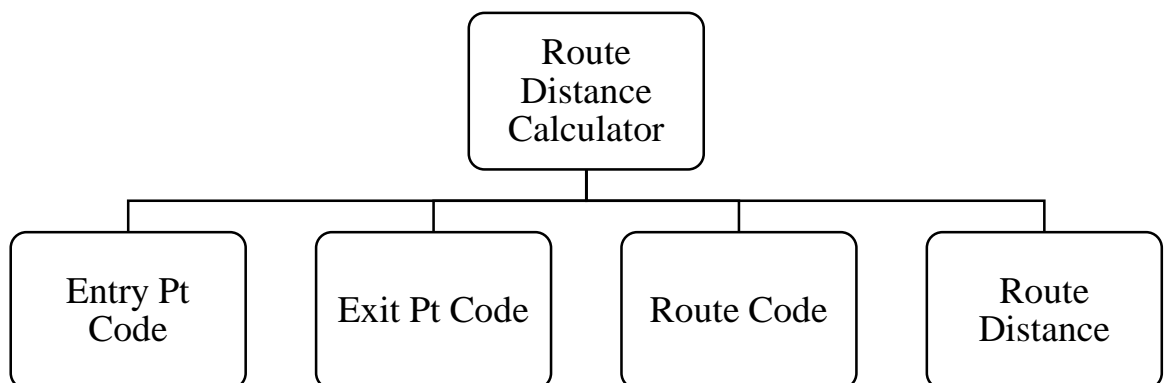 Route
Distance
Calculator
Entry Pt
Code
Exit Pt Code
Route Code
Route
Distance